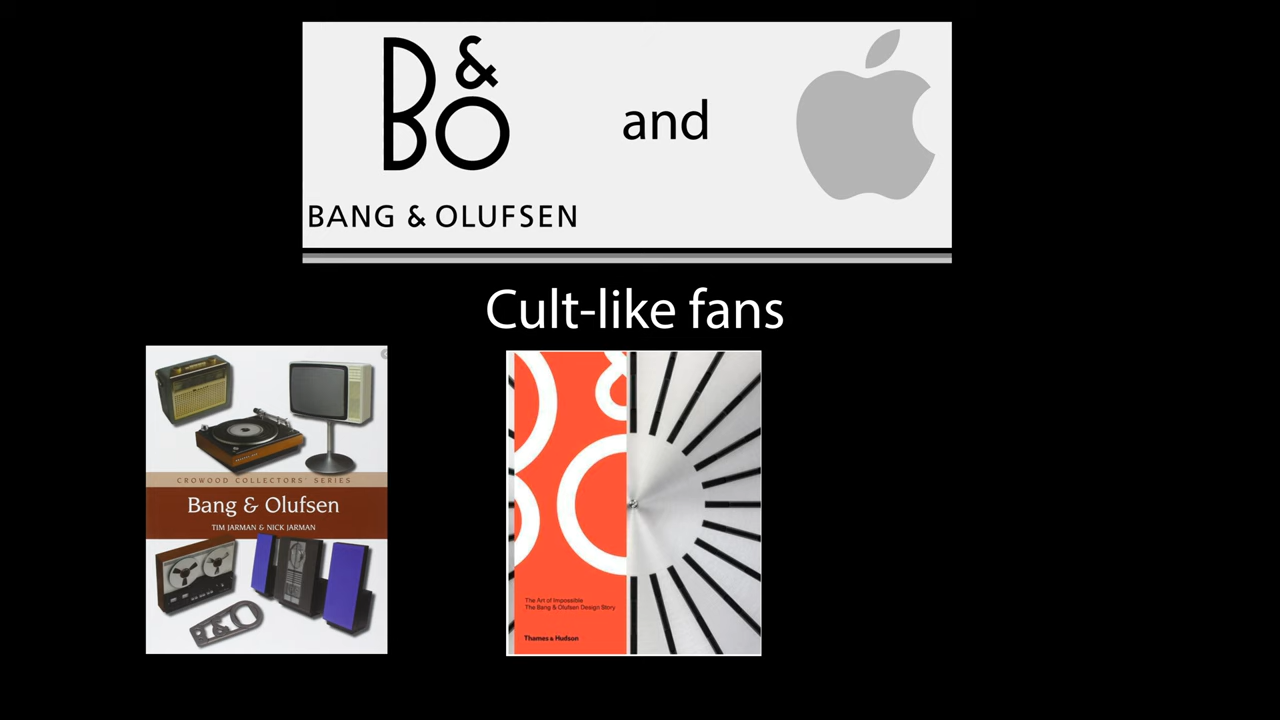 B&O
and
BANG & OLUFSEN
Cult-like fans
CROWOOD COLLECTORS' SERIES
Bang & Olufsen
TIM JARMAN & NICK JARMAN
B&O
B&O
The Art of Impossible
The Bang & Olufsen Design Story
Thames & Hudson